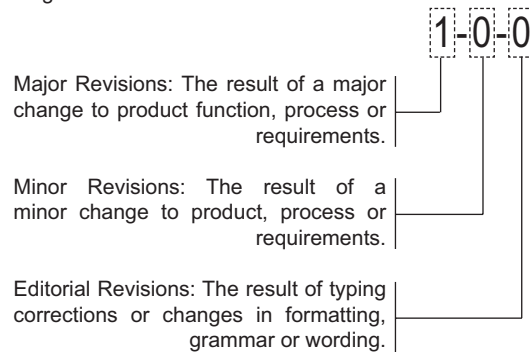 1-0-0
Major Revisions: The result of a major
change to product function, process or
requirements.
Minor Revisions: The result of a
minor change to product, process or
requirements.
Editorial Revisions: The result of typing
corrections or changes in formatting,
grammar or wording.